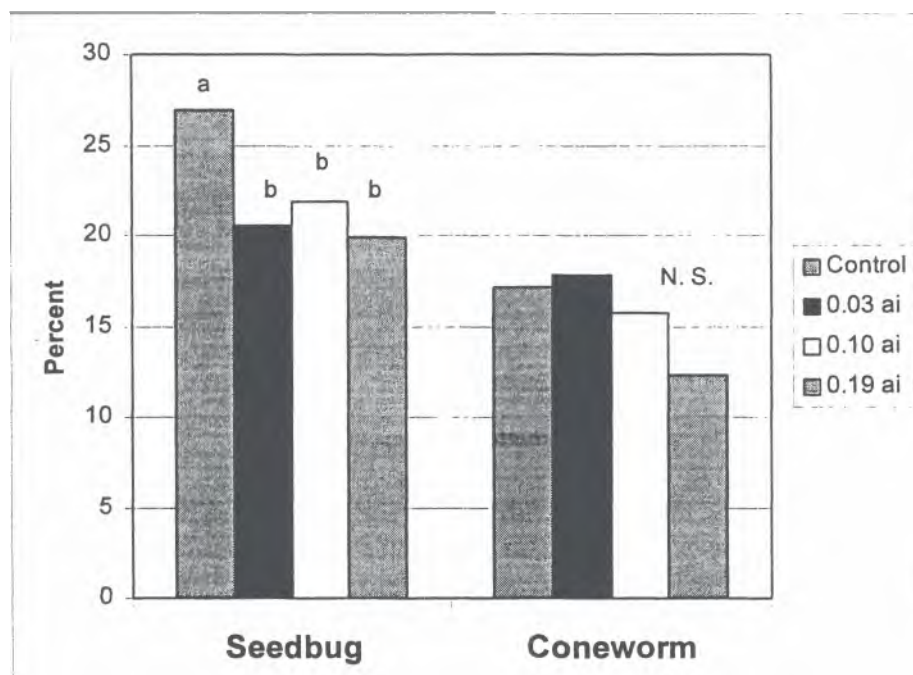 30
25
20
15
10
5
0
Percent
a
b
b
b
N. S.
Seedbug
Coneworm
Control
0.03 ai
0.10 ai
0.19 ai